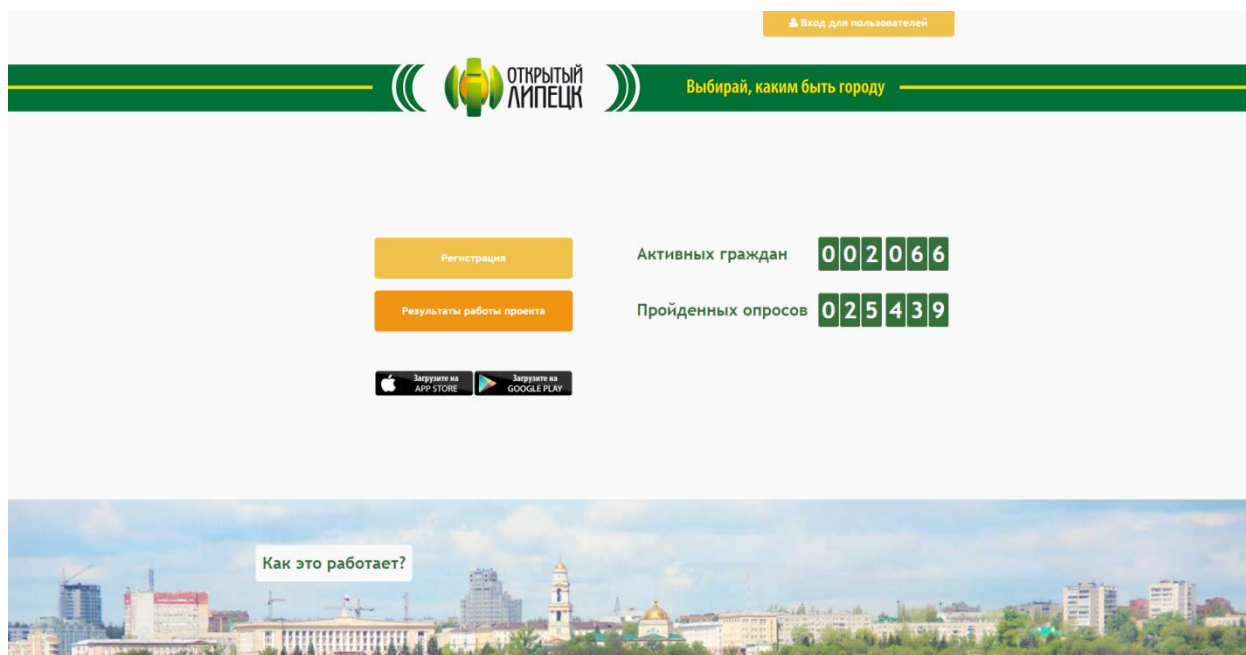 Вход для пользователей
ОТКРЫТЫЙ
ЛИПЕЦК
Выбирай, каким быть городу
Регистрация
Активных граждан 002066
Результаты работы проекта
Пройденных опросов 025439
Загрузите на
APP STORE
Загрузите на
GOOGLE PLAY
Как это работает?